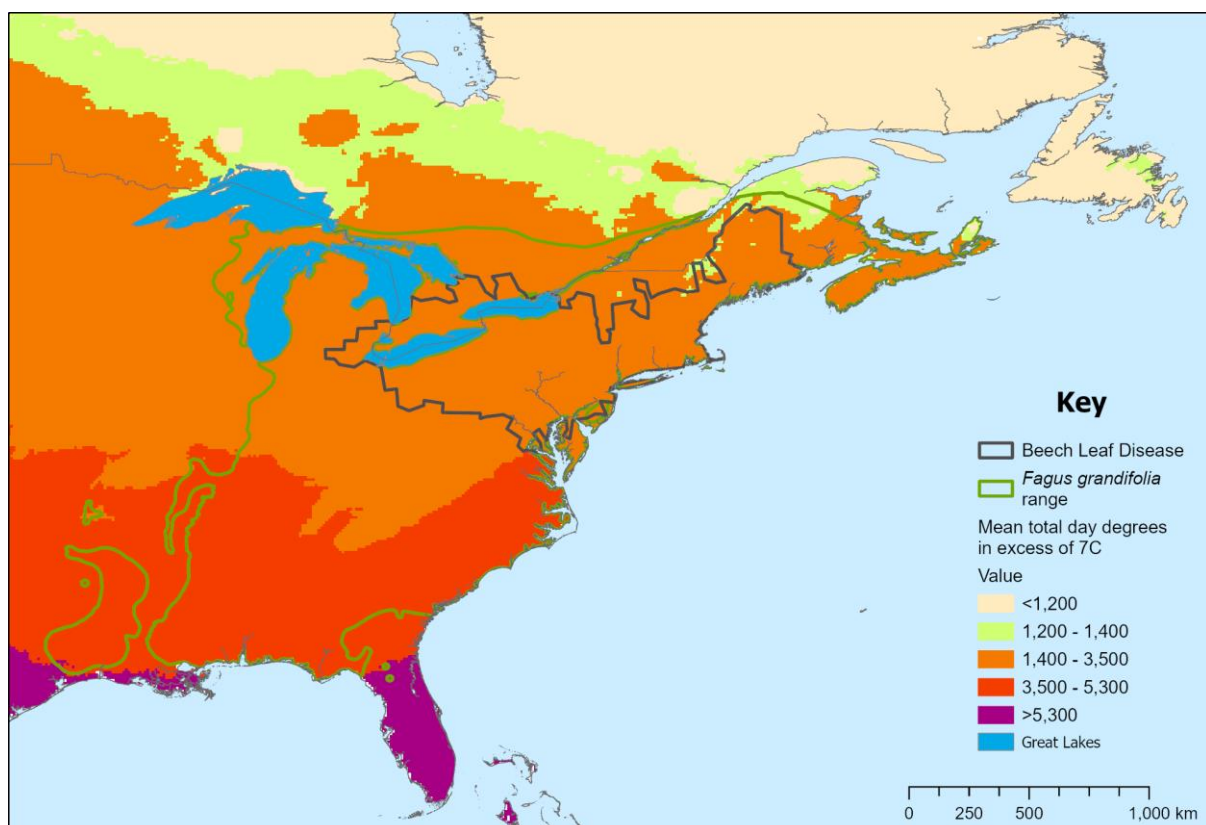 Key
Beech Leaf Disease
Fagus grandifolia
range
Mean total day degrees
in excess of 7C
Value
<1,200
1,200 - 1,400
1,400 - 3,500
3,500 - 5,300
>5,300
Great Lakes
0 250 500 1,000 km